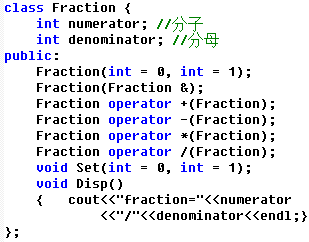 class Fraction {
int numerator; //分子
int denominator; //分母
public:
Fraction(int = 0, int = 1);
Fraction(Fraction &);
Fraction operator +(Fraction);
Fraction operator -(Fraction);
Fraction operator *(Fraction);
Fraction operator /(Fraction);
void Set(int = 0, int = 1);
void Disp()
{ cout<<"fraction="<<numerator
<<"/"<<denominator<<endl;}
};